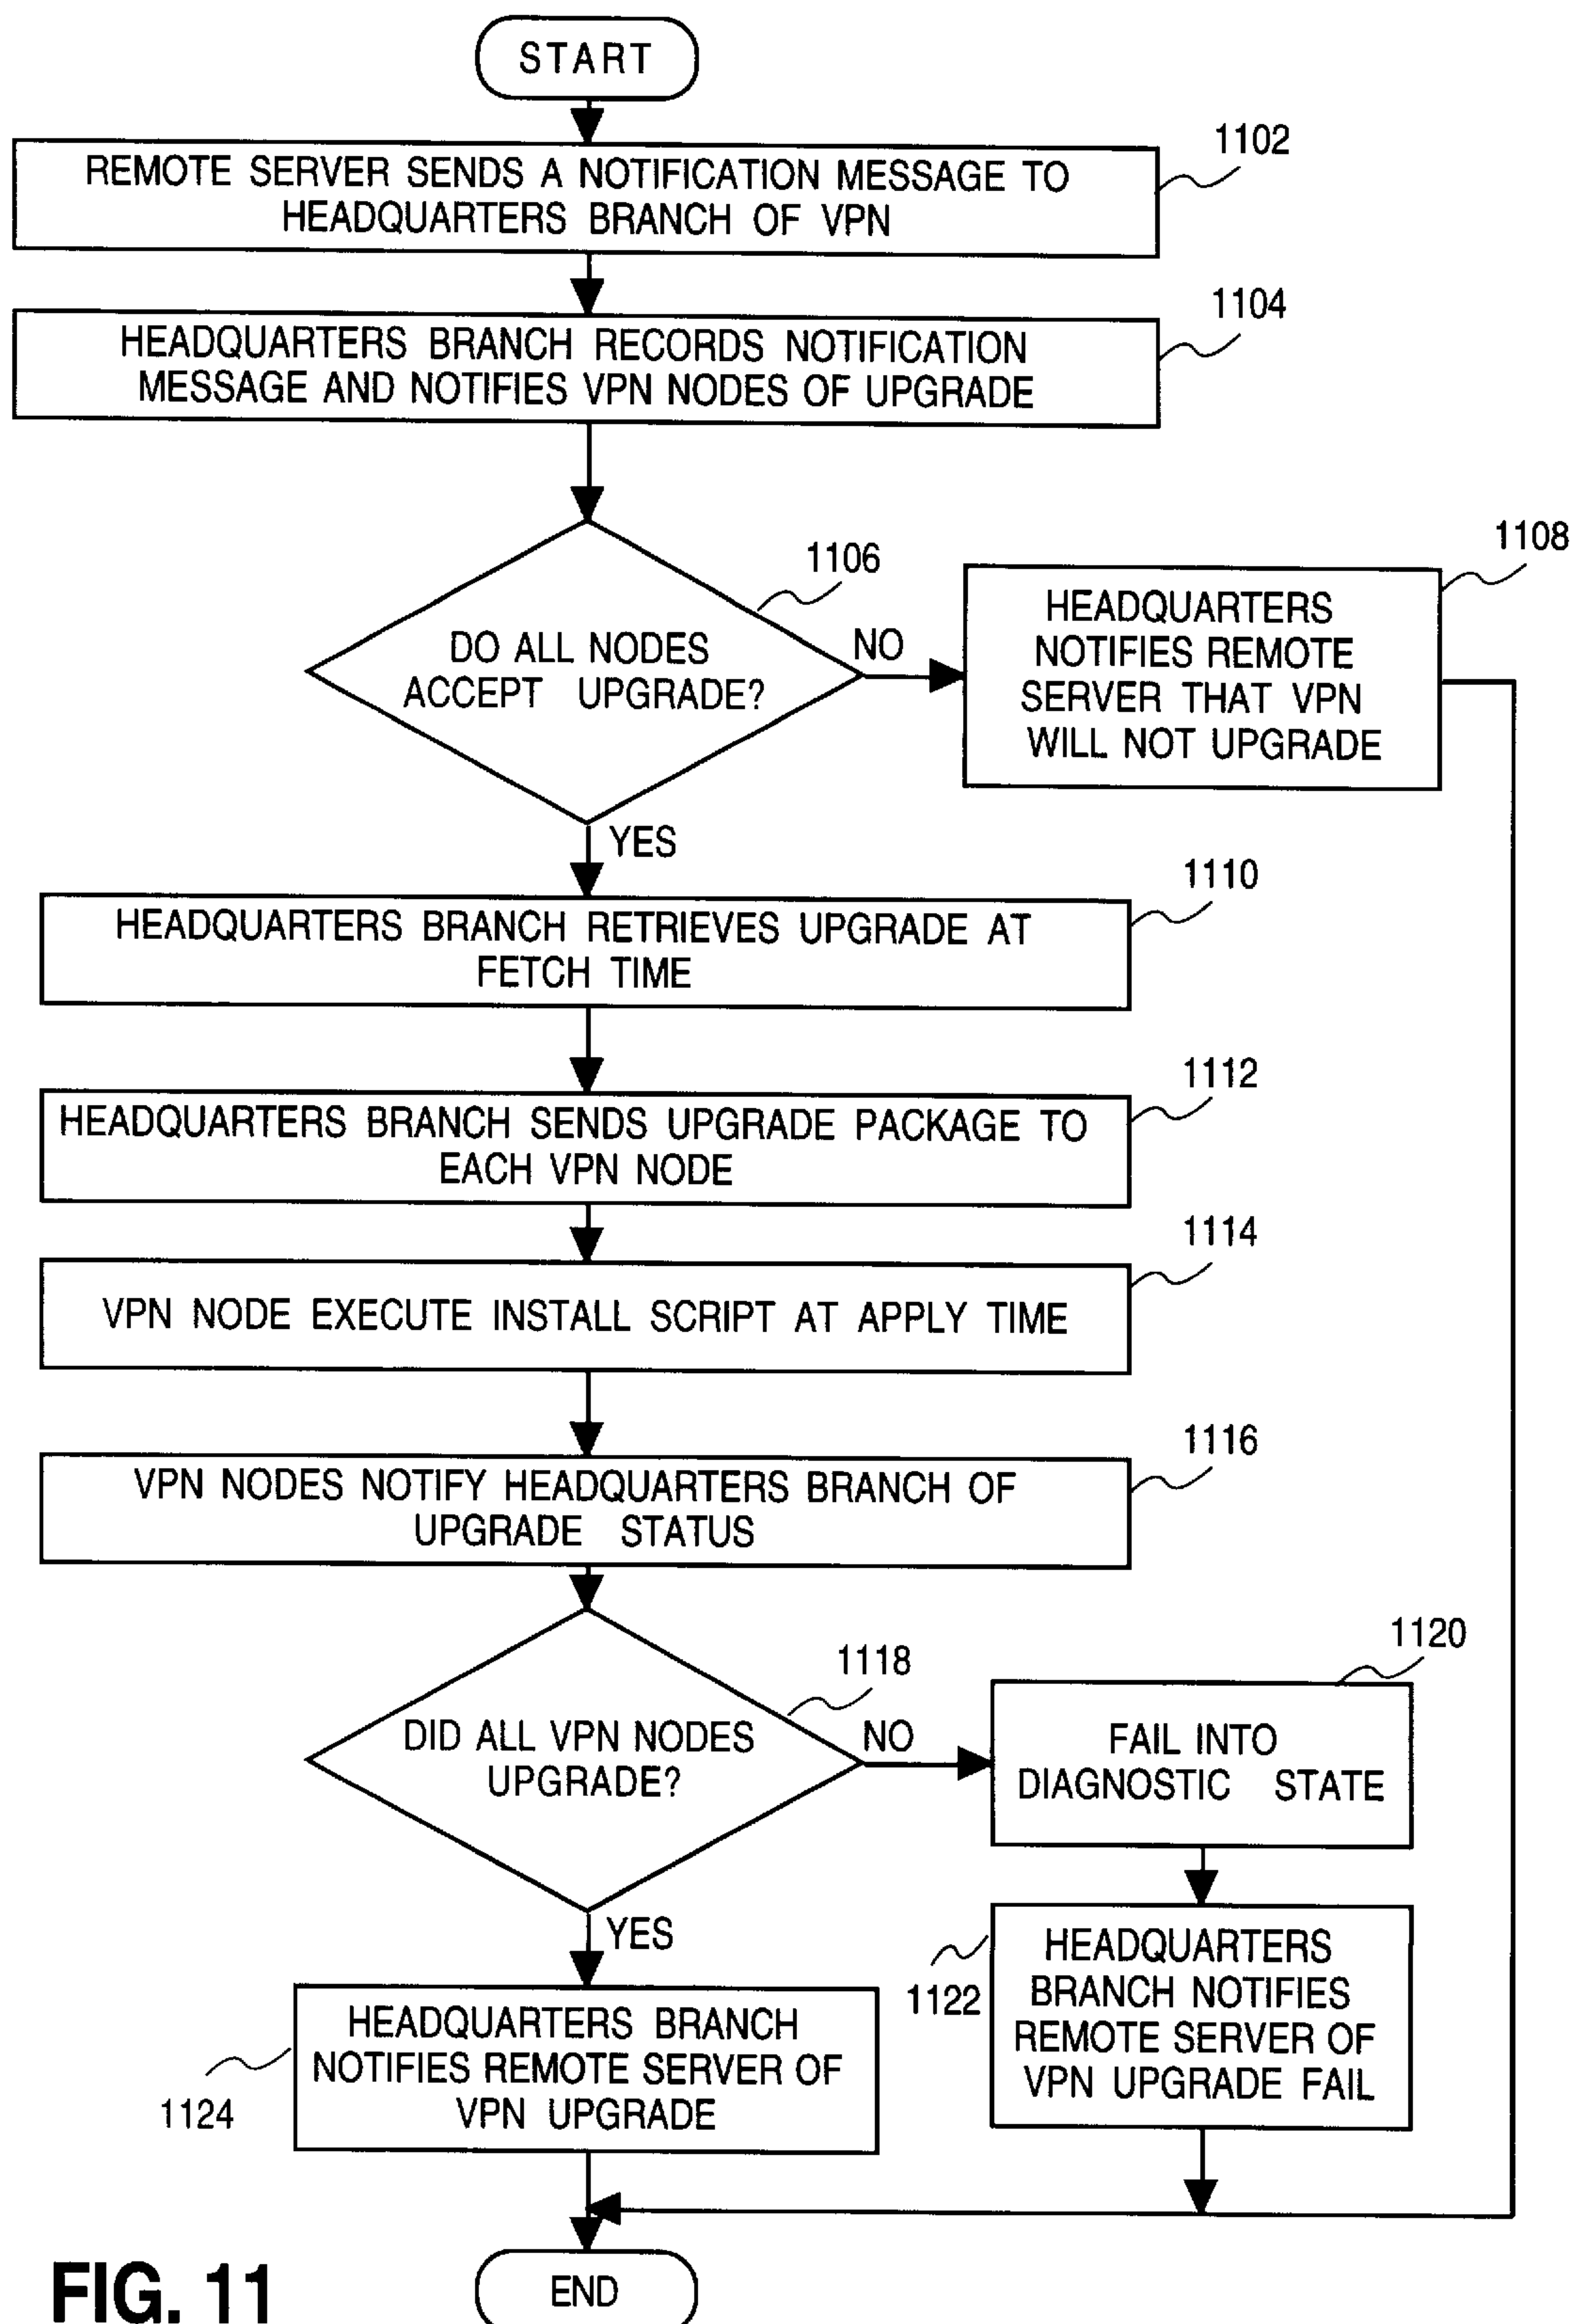 START
1102
REMOTE SERVER SENDS A NOTIFICATION MESSAGE TO
HEADQUARTERS BRANCH OF VPN
1104
HEADQUARTERS BRANCH RECORDS NOTIFICATION
MESSAGE AND NOTIFIES VPN NODES OF UPGRADE
1106
DO ALL NODES
ACCEPT UPGRADE?
NO
1108
HEADQUARTERS
NOTIFIES REMOTE
SERVER THAT VPN
WILL NOT UPGRADE
YES
1110
HEADQUARTERS BRANCH RETRIEVES UPGRADE AT
FETCH TIME
1112
HEADQUARTERS BRANCH SENDS UPGRADE PACKAGE TO
EACH VPN NODE
1114
VPN NODE EXECUTE INSTALL SCRIPT AT APPLY TIME
1116
VPN NODES NOTIFY HEADQUARTERS BRANCH OF
UPGRADE STATUS
1118
DID ALL VPN NODES
UPGRADE?
NO
1120
FAIL INTO
DIAGNOSTIC STATE
YES
1122
HEADQUARTERS
BRANCH NOTIFIES
REMOTE SERVER OF
VPN UPGRADE FAIL
1124
HEADQUARTERS BRANCH
NOTIFIES REMOTE SERVER OF
VPN UPGRADE
END
FIG. 11